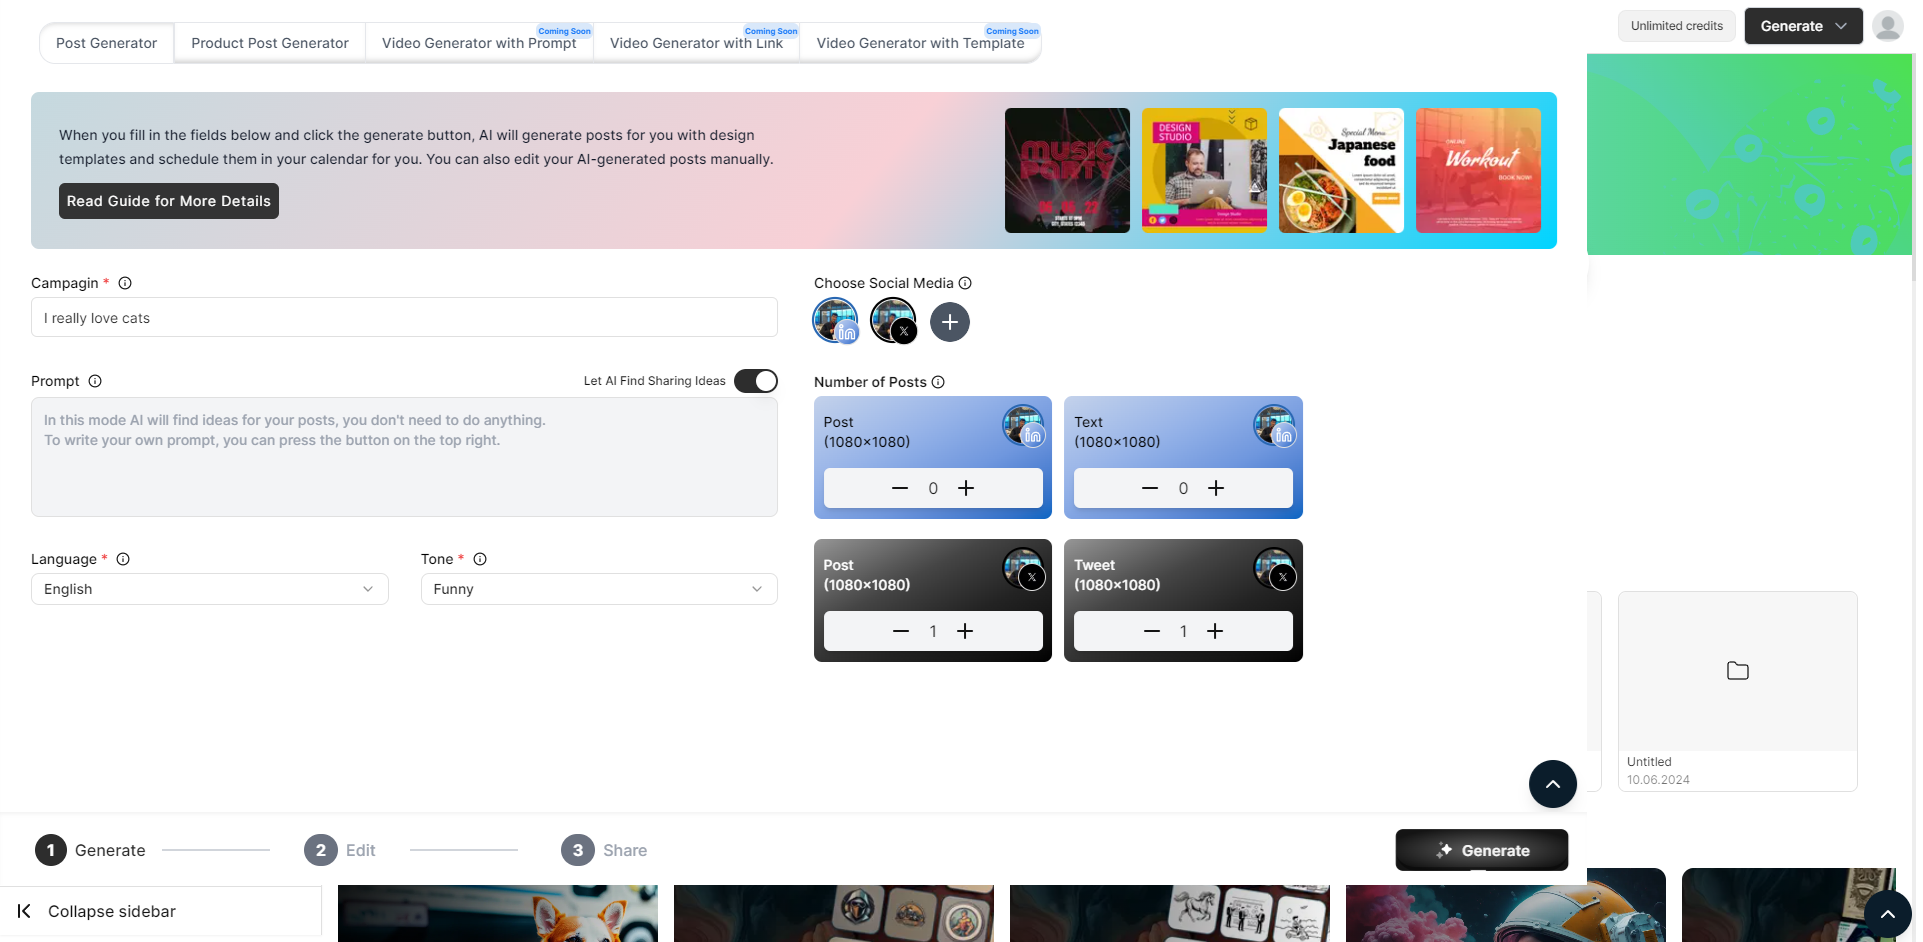 Post Generator
Product Post Generator
Coming Soon
Video Generator with Prompt
Coming Soon
Video Generator with Link
Coming Soon
Video Generator with Template
Unlimited credits
Generate
When you fill in the fields below and click the generate button, AI will generate posts for you with design
templates and schedule them in your calendar for you. You can also edit your AI-generated posts manually.
Read Guide for More Details
MUSIC
PARTY
DESIGN
STUDIO
Design Studio
Special Menu
Japanese
food
Workout
BOOK NOW!
Campagin *
I really love cats
Choose Social Media
in
X
Prompt
Let AI Find Sharing Ideas
In this mode AI will find ideas for your posts, you don't need to do anything.
To write your own prompt, you can press the button on the top right.
Number of Posts
Post
(1080×1080)
in
0
Text
(1080×1080)
in
0
Language *
English
Tone *
Funny
Post
(1080×1080)
X
1
Tweet
(1080×1080)
X
1
Untitled
10.06.2024
1 Generate
2 Edit
3 Share
Generate
Collapse sidebar